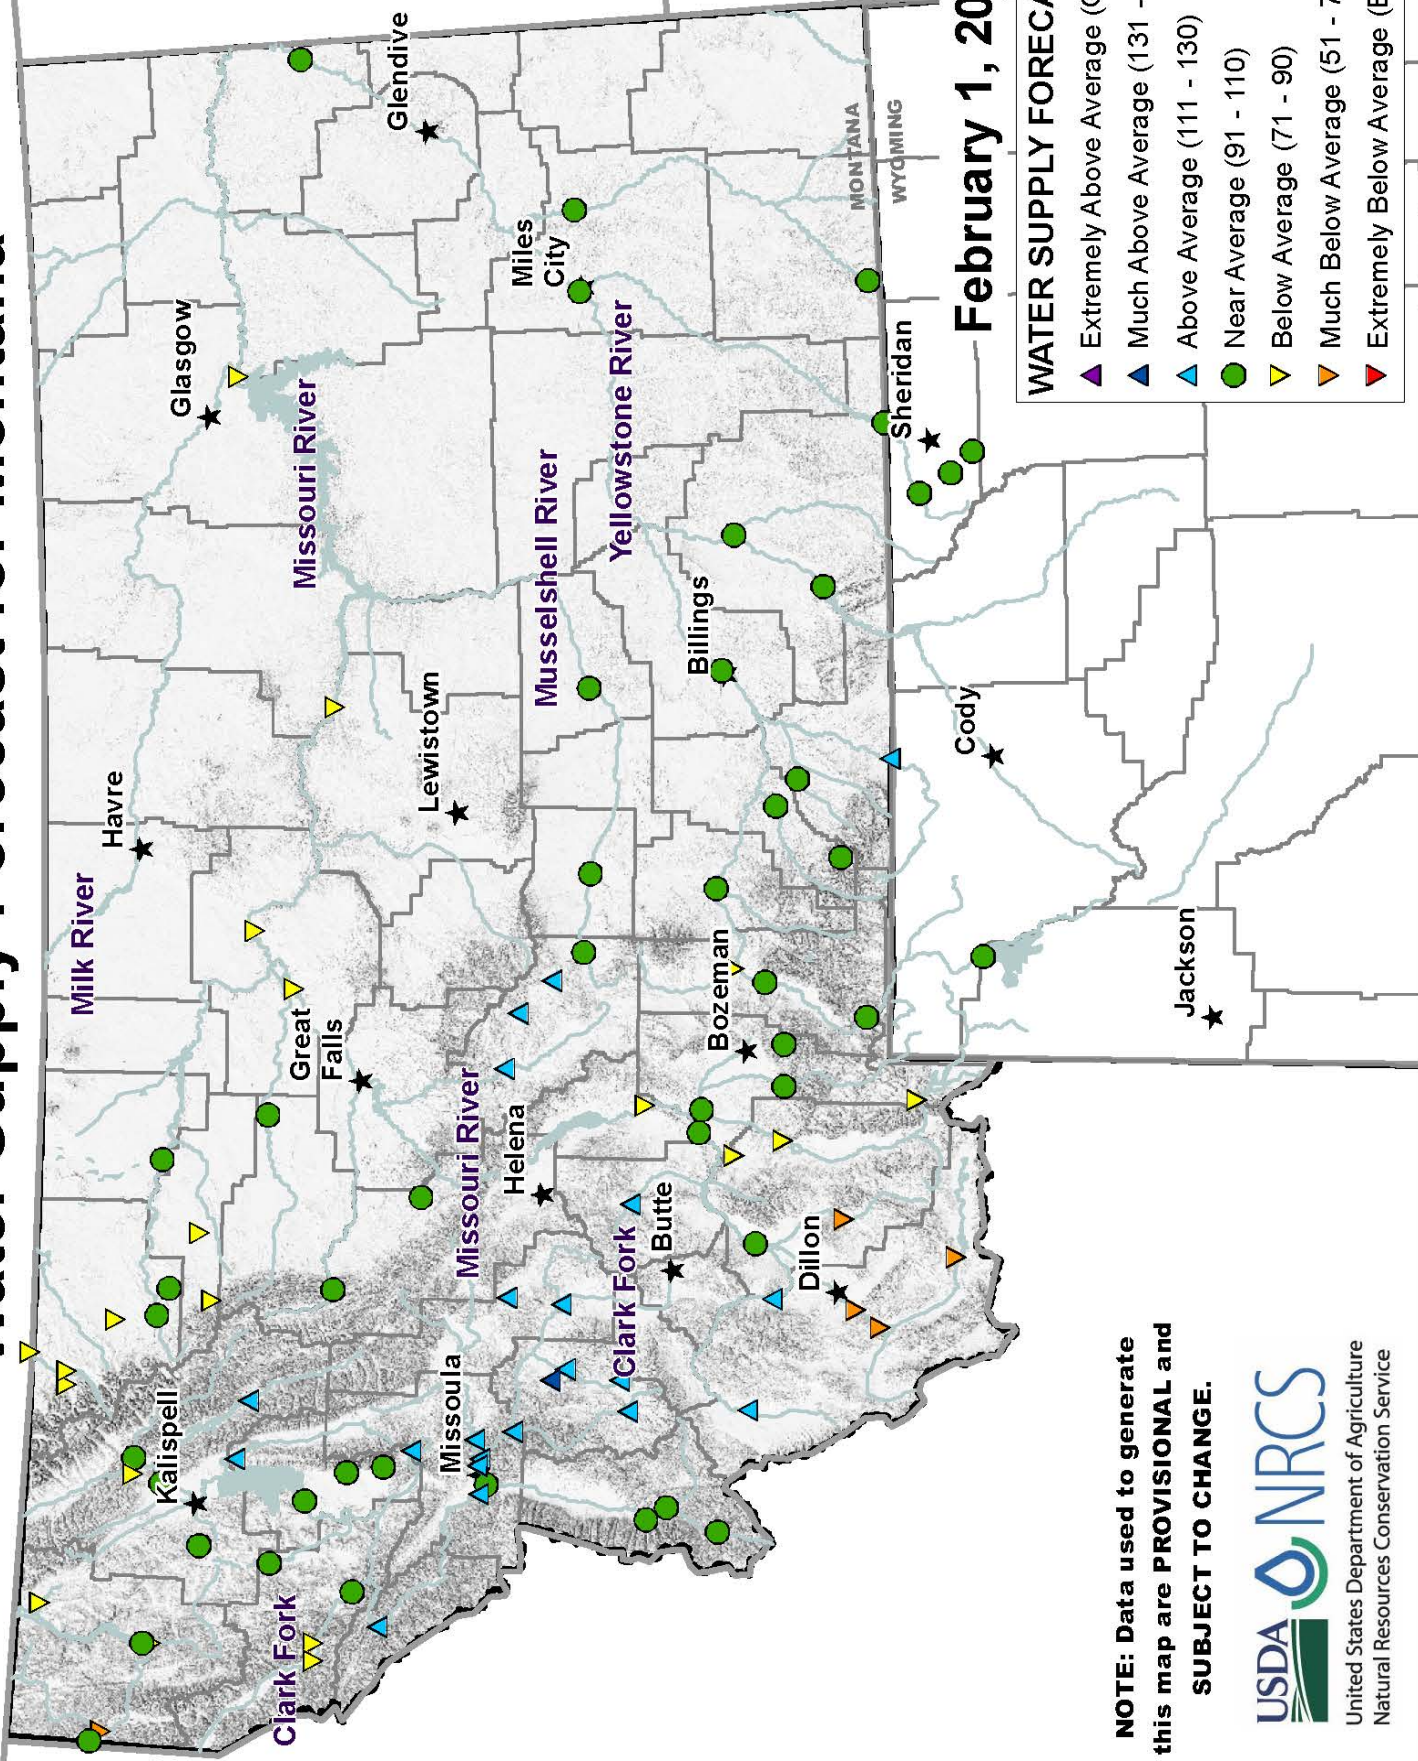 February 1, 20
WATER SUPPLY FORECA
Extremely Above Average
Much Above Average (131 -
Above Average (111 - 130)
Near Average (91 - 110)
Below Average (71 - 90)
Much Below Average (51 - 7
Extremely Below Average
Kalispell
Havre
Glasgow
Milk River
Great
Falls
Lewistown
Missouri River
Glendive
Clark Fork
Missoula
Missouri River
Helena
Musselshell River
Miles
City
Clark Fork
Butte
Bozeman
Billings
Yellowstone River
Dillon
MONTANA
WYOMING
Sheridan
Cody
Jackson
NOTE: Data used to generate
this map are PROVISIONAL and
SUBJECT TO CHANGE.
USDA NRCS
United States Department of Agriculture
Natural Resources Conservation Service